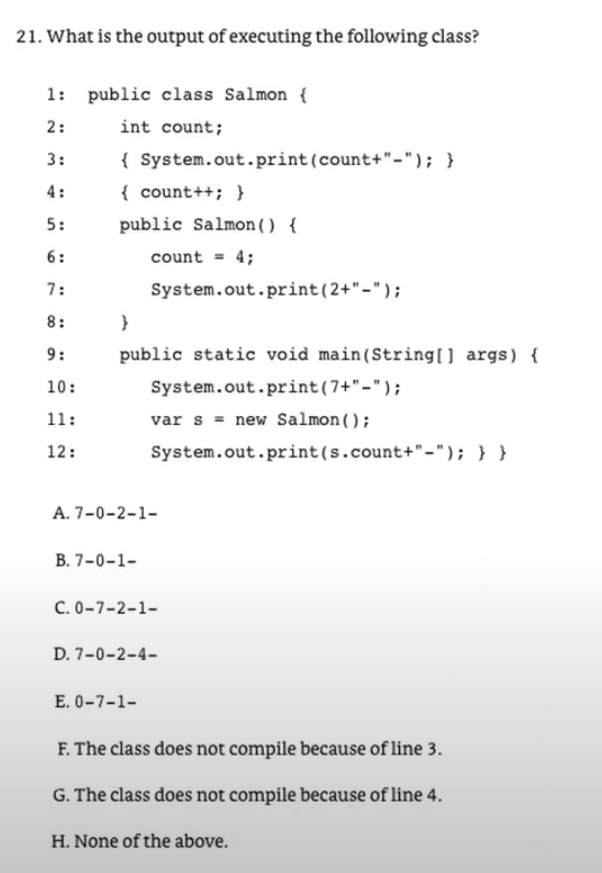 21. What is the output of executing the following class?
1: public class Salmon {
2: int count;
3: { System.out.print(count+"-"); }
4: { count++; }
5: public Salmon() {
6: count = 4;
7: System.out.print(2+"-");
8: }
9: public static void main(String[] args) {
10: System.out.print(7+"-");
11: var s = new Salmon();
12: System.out.print(s.count+"-"); } }
A. 7-0-2-1-
B. 7-0-1-
C. 0-7-2-1-
D. 7-0-2-4-
E. 0-7-1-
F. The class does not compile because of line 3.
G. The class does not compile because of line 4.
H. None of the above.